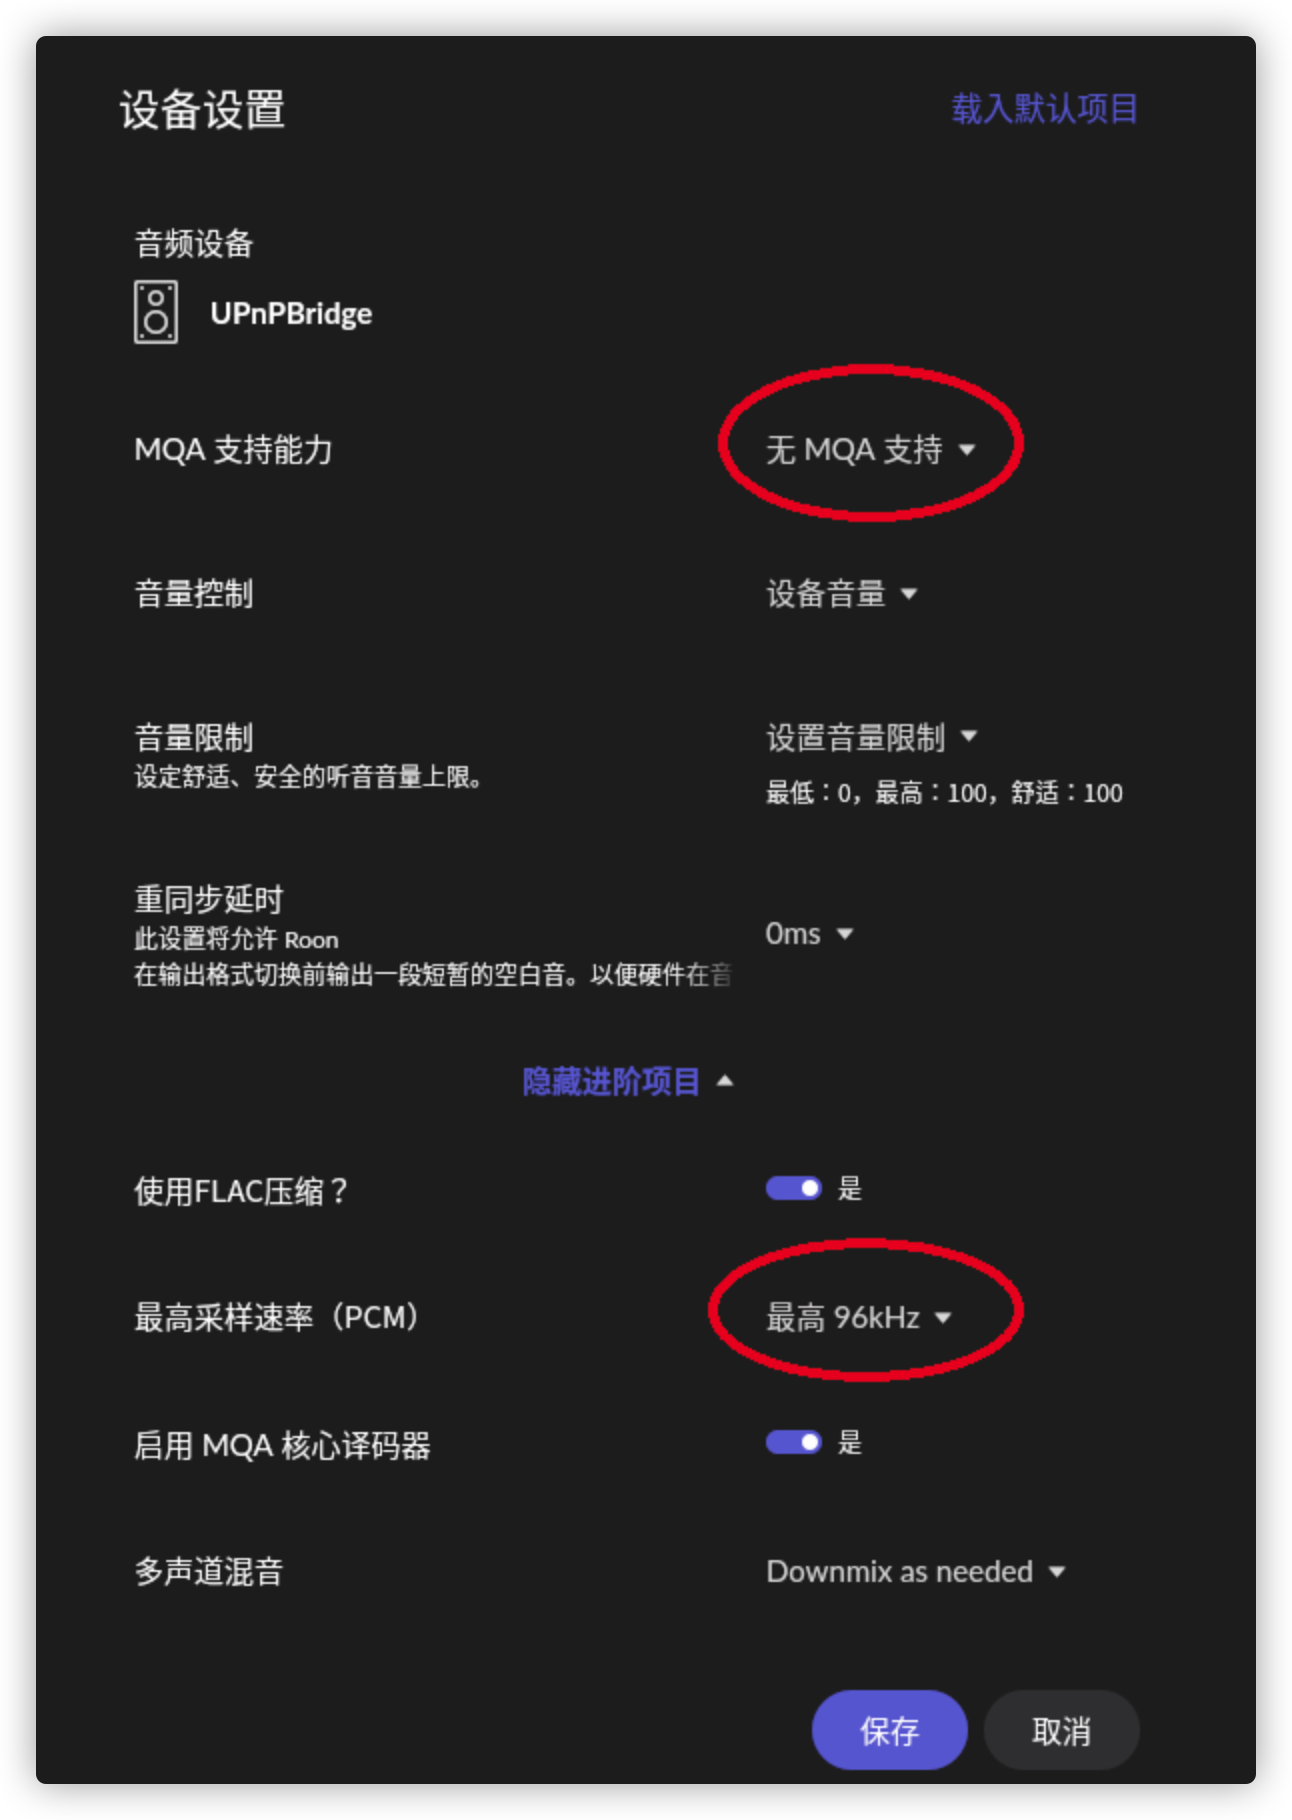 设备设置
载入默认项目
音频设备
UPnPBridge
MQA 支持能力
无 MQA 支持
音量控制
设备音量
音量限制
设定舒适、安全的听音音量上限。
设置音量限制
最低：0，最高：100，舒适：100
重同步延时
此设置将允许 Roon
在输出格式切换前输出一段短暂的空白音。以便硬件在音
0ms
隐藏进阶项目
使用FLAC压缩？
是
最高采样速率（PCM）
最高 96kHz
启用 MQA 核心译码器
是
多声道混音
Downmix as needed
保存
取消